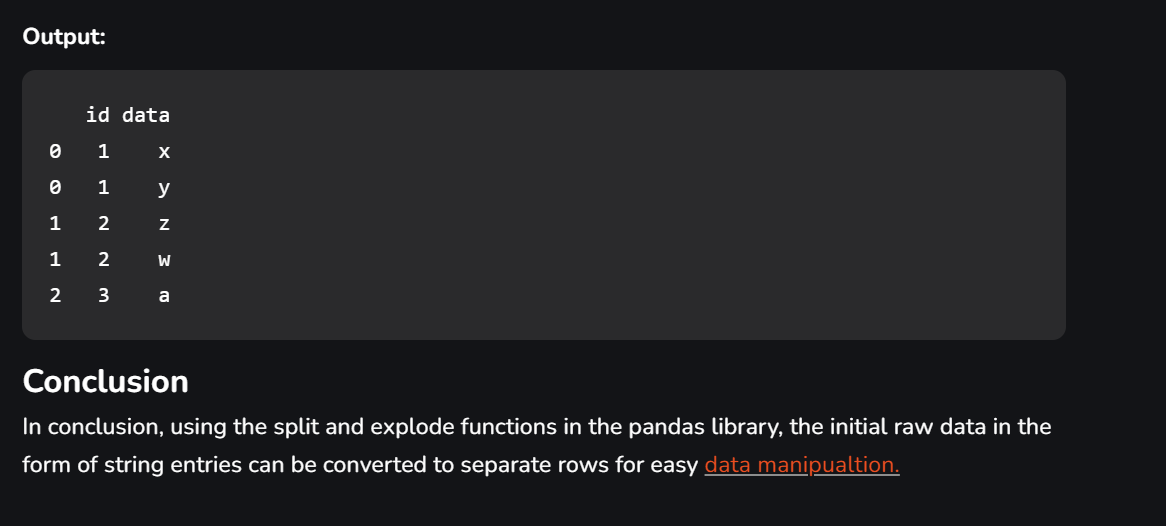 Output:
id data
0 1 x
0 1 y
1 2 z
1 2 w
2 3 a
Conclusion
In conclusion, using the split and explode functions in the pandas library, the initial raw data in the
form of string entries can be converted to separate rows for easy data manipualtion.